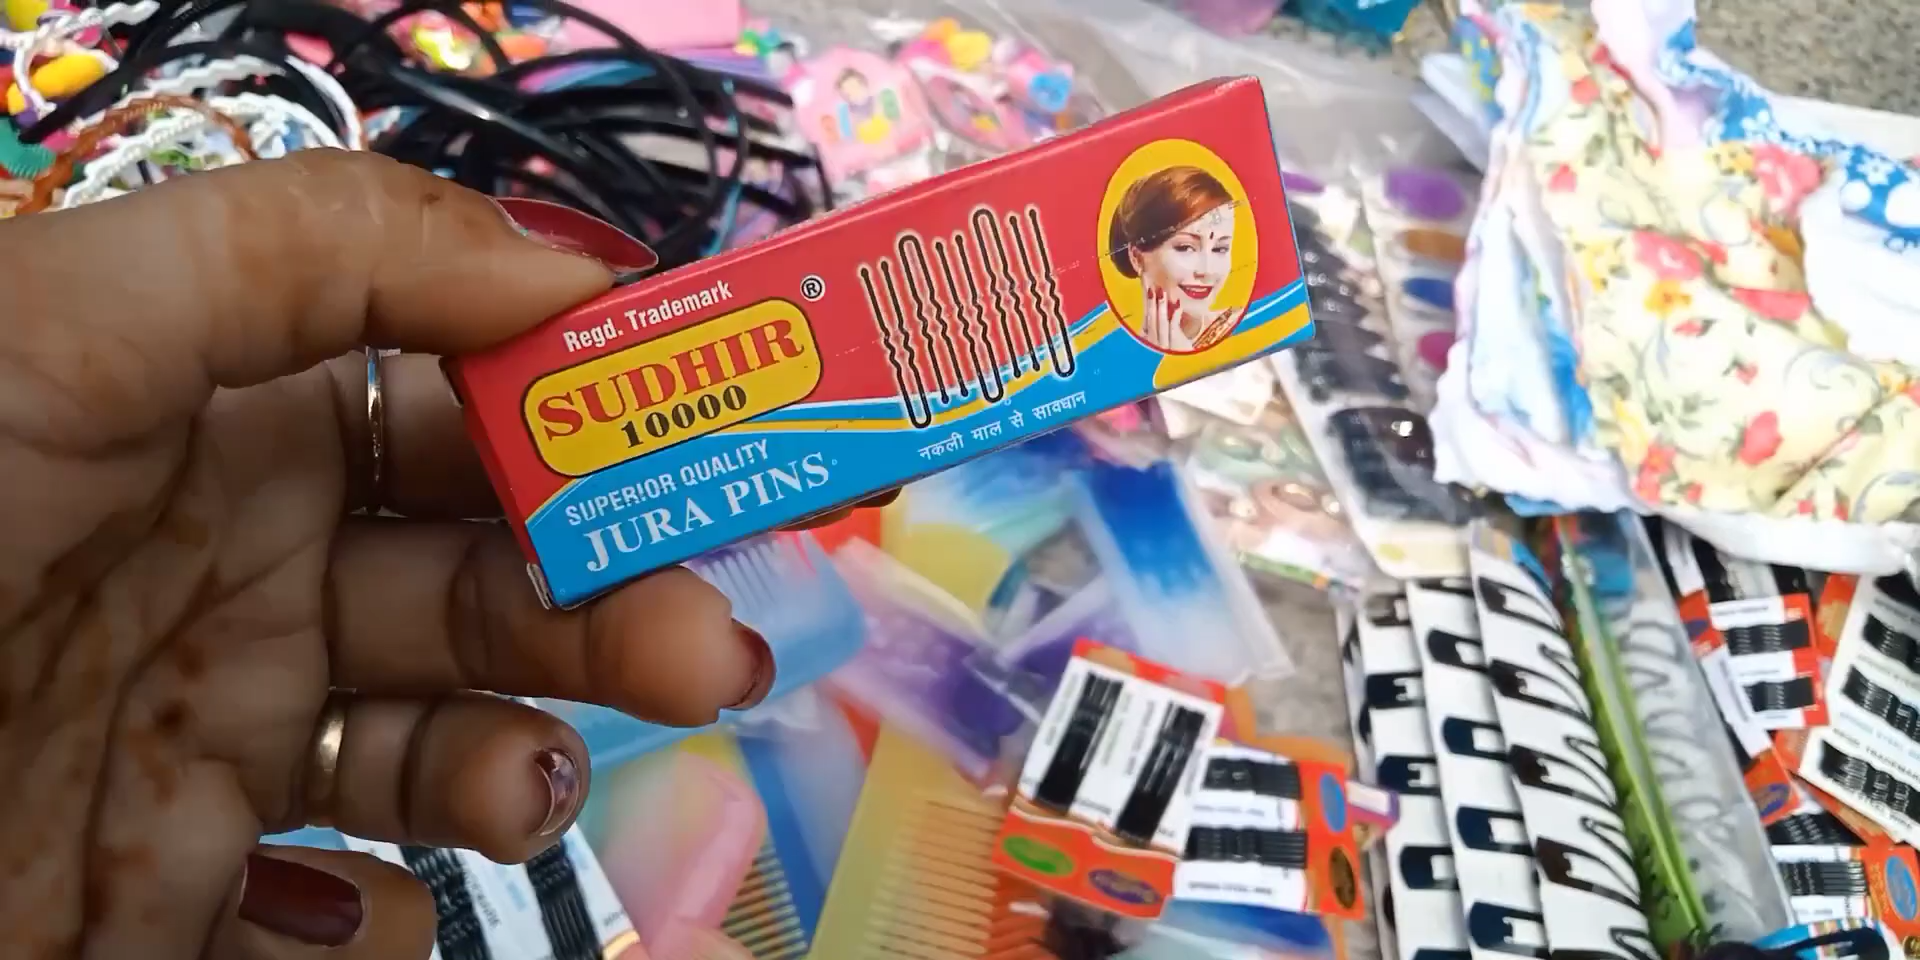 Regd. Trademark
®
SUDHIR
10000
SUPERIOR QUALITY
JURA PINS
नकली माल से सावधान